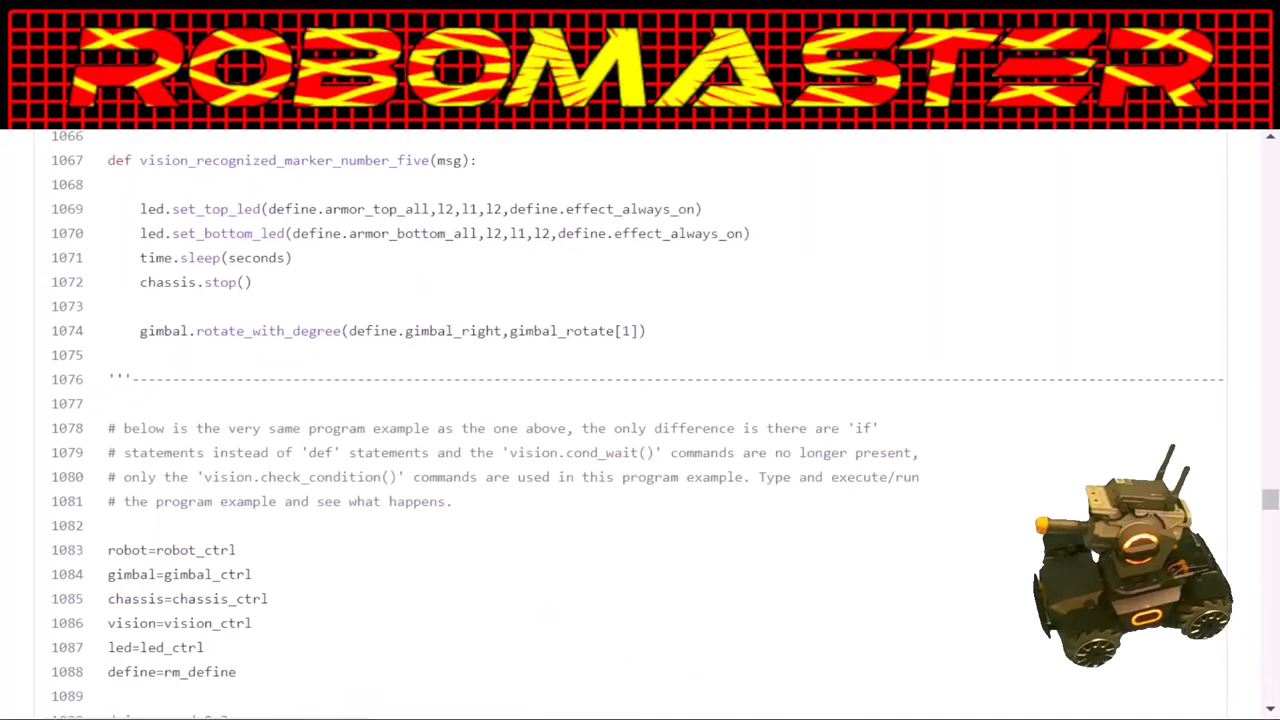 ROBOMASTER
1066
1067 def vision_recognized_marker_number_five(msg):
1068
1069 led.set_top_led(define.armor_top_all,l2,l1,l2,define.effect_always_on)
1070 led.set_bottom_led(define.armor_bottom_all,l2,l1,l2,define.effect_always_on)
1071 time.sleep(seconds)
1072 chassis.stop()
1073
1074 gimbal.rotate_with_degree(define.gimbal_right,gimbal_rotate[1])
1075
1076 '''-----------------------------------------------------------------------------------------------------------------------------------------
1077
1078 # below is the very same program example as the one above, the only difference is there are 'if'
1079 # statements instead of 'def' statements and the 'vision.cond_wait()' commands are no longer present,
1080 # only the 'vision.check_condition()' commands are used in this program example. Type and execute/run
1081 # the program example and see what happens.
1082
1083 robot=robot_ctrl
1084 gimbal=gimbal_ctrl
1085 chassis=chassis_ctrl
1086 vision=vision_ctrl
1087 led=led_ctrl
1088 define=rm_define
1089